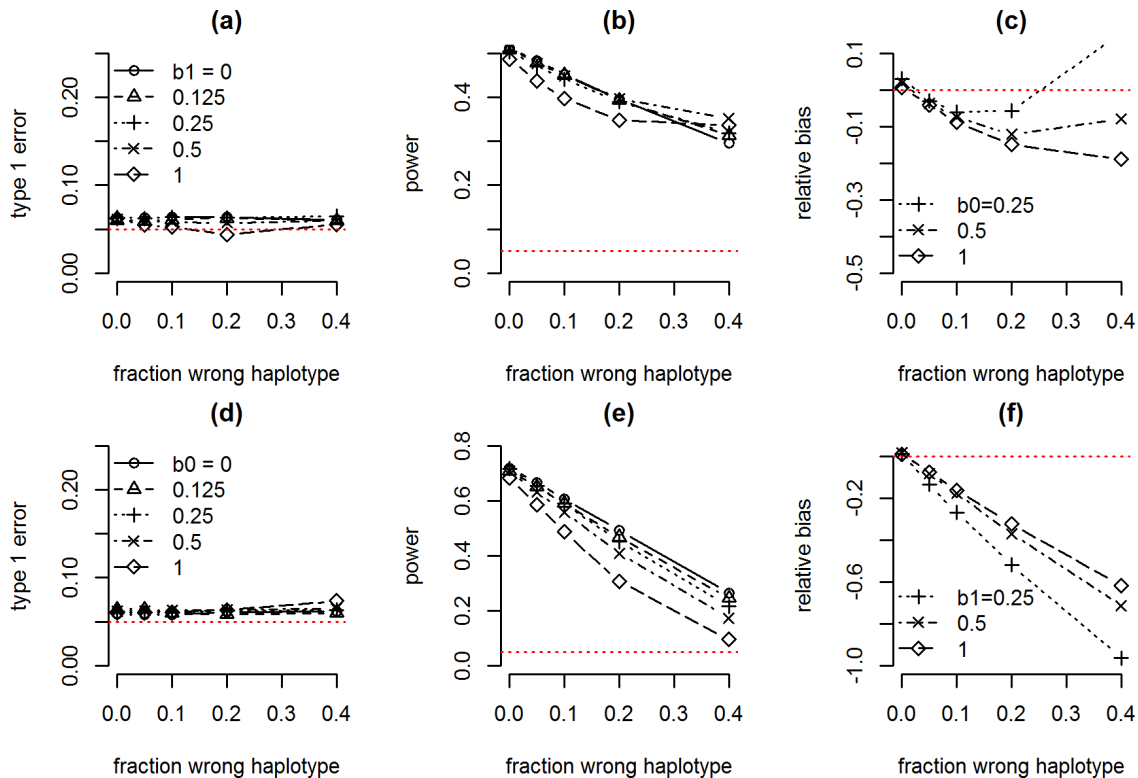 (a)
type 1 error
0.00
0.10
0.20
b1 = 0
0.125
0.25
0.5
1
0.0 0.1 0.2 0.3 0.4
fraction wrong haplotype
(b)
power
0.0
0.2
0.4
0.0 0.1 0.2 0.3 0.4
fraction wrong haplotype
(c)
relative bias
-0.5
-0.3
-0.1
0.1
b0=0.25
0.5
1
0.0 0.1 0.2 0.3 0.4
fraction wrong haplotype
(d)
type 1 error
0.00
0.10
0.20
b0 = 0
0.125
0.25
0.5
1
0.0 0.1 0.2 0.3 0.4
fraction wrong haplotype
(e)
power
0.0
0.2
0.4
0.6
0.8
0.0 0.1 0.2 0.3 0.4
fraction wrong haplotype
(f)
relative bias
-1.0
-0.6
-0.2
b1=0.25
0.5
1
0.0 0.1 0.2 0.3 0.4
fraction wrong haplotype